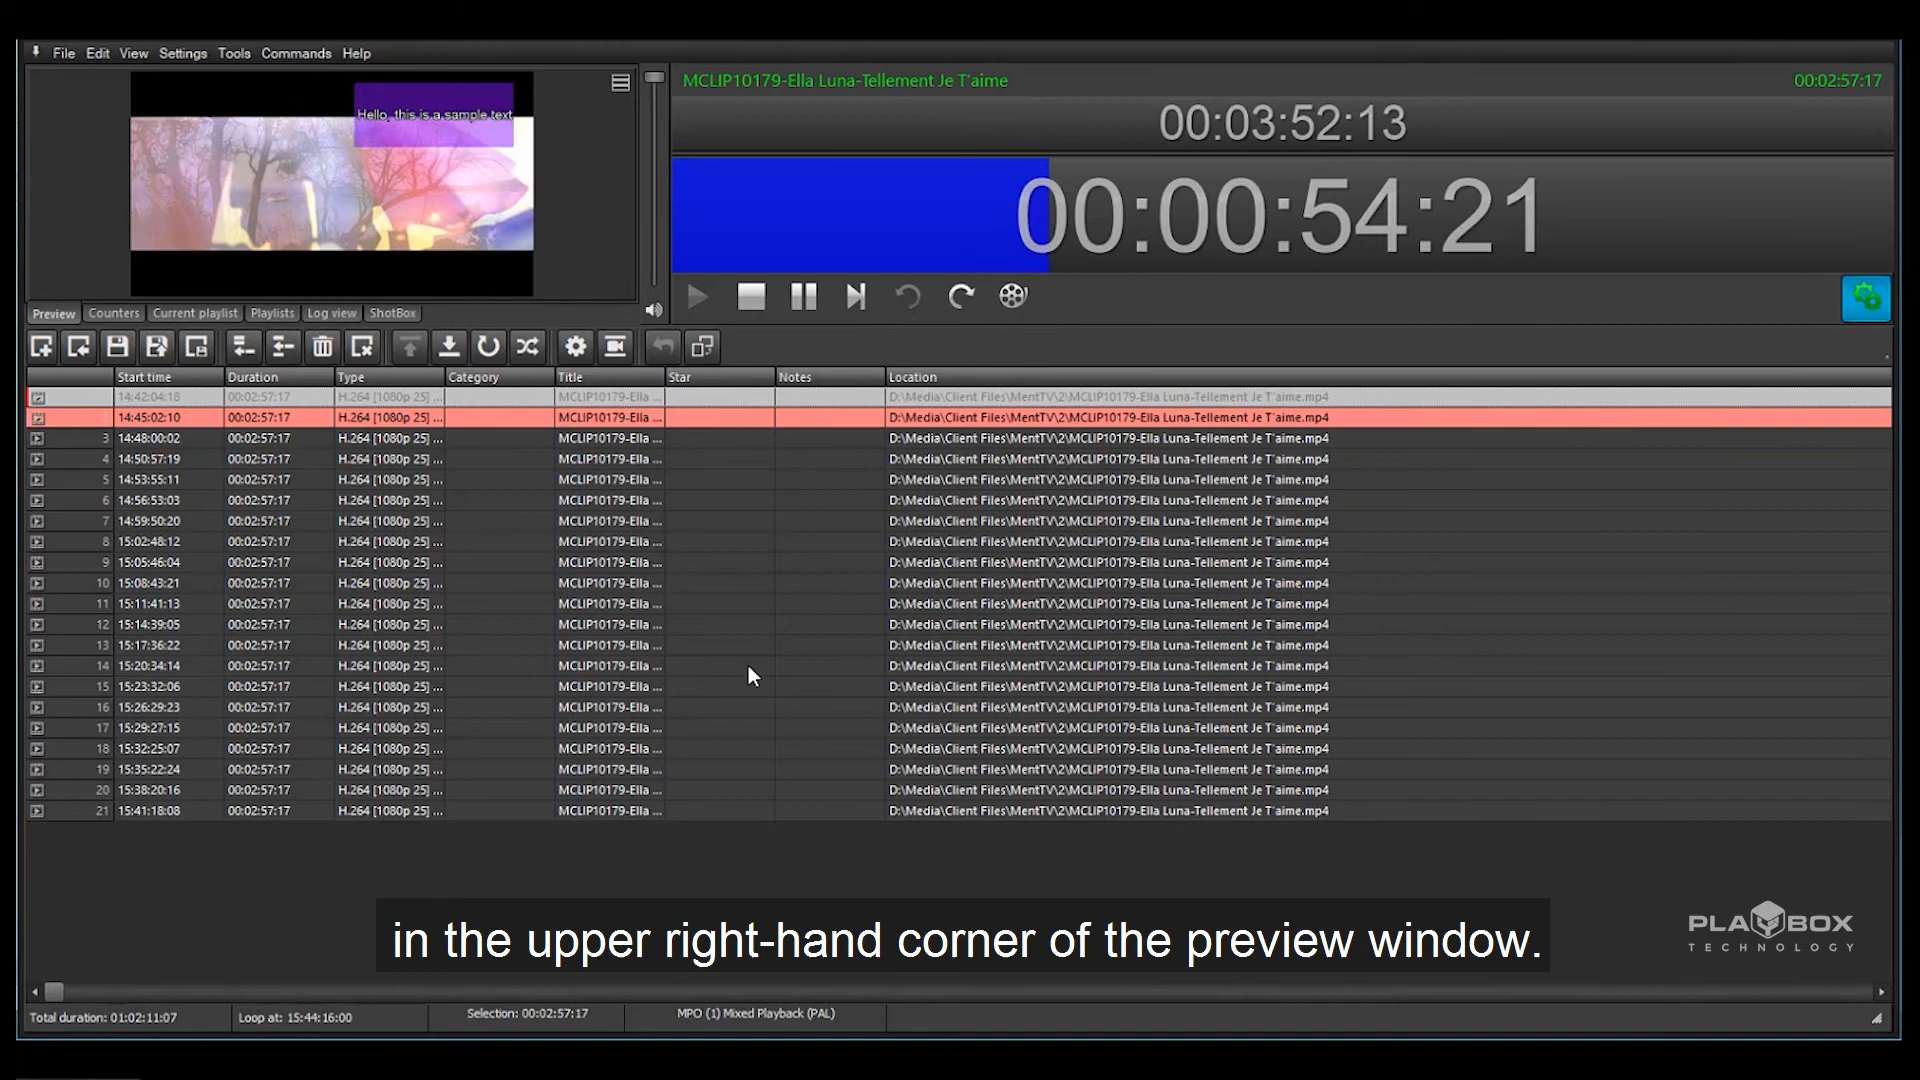 File Edit View Settings Tools Commands Help
Hello, this is a sample text
MCLIP10179-Ella Luna-Tellement Je T'aime 00:02:57:17
00:03:52:13
00:00:54:21
Preview Counters Current playlist Playlists Log view ShotBox
Start time Duration Type Category Title Star Notes Location
14:42:04:18 00:02:57:17 H.264 [1080p 25] ... MCLIP10179-Ella ... D:\Media\Client Files\MentTV\2\MCLIP10179-Ella Luna-Tellement Je T'aime.mp4
2 14:45:02:10 00:02:57:17 H.264 [1080p 25] ... MCLIP10179-Ella ... D:\Media\Client Files\MentTV\2\MCLIP10179-Ella Luna-Tellement Je T'aime.mp4
3 14:48:00:02 00:02:57:17 H.264 [1080p 25] ... MCLIP10179-Ella ... D:\Media\Client Files\MentTV\2\MCLIP10179-Ella Luna-Tellement Je T'aime.mp4
4 14:50:57:19 00:02:57:17 H.264 [1080p 25] ... MCLIP10179-Ella ... D:\Media\Client Files\MentTV\2\MCLIP10179-Ella Luna-Tellement Je T'aime.mp4
5 14:53:55:11 00:02:57:17 H.264 [1080p 25] ... MCLIP10179-Ella ... D:\Media\Client Files\MentTV\2\MCLIP10179-Ella Luna-Tellement Je T'aime.mp4
6 14:56:53:03 00:02:57:17 H.264 [1080p 25] ... MCLIP10179-Ella ... D:\Media\Client Files\MentTV\2\MCLIP10179-Ella Luna-Tellement Je T'aime.mp4
7 14:59:50:20 00:02:57:17 H.264 [1080p 25] ... MCLIP10179-Ella ... D:\Media\Client Files\MentTV\2\MCLIP10179-Ella Luna-Tellement Je T'aime.mp4
8 15:02:48:12 00:02:57:17 H.264 [1080p 25] ... MCLIP10179-Ella ... D:\Media\Client Files\MentTV\2\MCLIP10179-Ella Luna-Tellement Je T'aime.mp4
9 15:05:46:04 00:02:57:17 H.264 [1080p 25] ... MCLIP10179-Ella ... D:\Media\Client Files\MentTV\2\MCLIP10179-Ella Luna-Tellement Je T'aime.mp4
10 15:08:43:21 00:02:57:17 H.264 [1080p 25] ... MCLIP10179-Ella ... D:\Media\Client Files\MentTV\2\MCLIP10179-Ella Luna-Tellement Je T'aime.mp4
11 15:11:41:13 00:02:57:17 H.264 [1080p 25] ... MCLIP10179-Ella ... D:\Media\Client Files\MentTV\2\MCLIP10179-Ella Luna-Tellement Je T'aime.mp4
12 15:14:39:05 00:02:57:17 H.264 [1080p 25] ... MCLIP10179-Ella ... D:\Media\Client Files\MentTV\2\MCLIP10179-Ella Luna-Tellement Je T'aime.mp4
13 15:17:36:22 00:02:57:17 H.264 [1080p 25] ... MCLIP10179-Ella ... D:\Media\Client Files\MentTV\2\MCLIP10179-Ella Luna-Tellement Je T'aime.mp4
14 15:20:34:14 00:02:57:17 H.264 [1080p 25] ... MCLIP10179-Ella ... D:\Media\Client Files\MentTV\2\MCLIP10179-Ella Luna-Tellement Je T'aime.mp4
15 15:23:32:06 00:02:57:17 H.264 [1080p 25] ... MCLIP10179-Ella ... D:\Media\Client Files\MentTV\2\MCLIP10179-Ella Luna-Tellement Je T'aime.mp4
16 15:26:29:23 00:02:57:17 H.264 [1080p 25] ... MCLIP10179-Ella ... D:\Media\Client Files\MentTV\2\MCLIP10179-Ella Luna-Tellement Je T'aime.mp4
17 15:29:27:15 00:02:57:17 H.264 [1080p 25] ... MCLIP10179-Ella ... D:\Media\Client Files\MentTV\2\MCLIP10179-Ella Luna-Tellement Je T'aime.mp4
18 15:32:25:07 00:02:57:17 H.264 [1080p 25] ... MCLIP10179-Ella ... D:\Media\Client Files\MentTV\2\MCLIP10179-Ella Luna-Tellement Je T'aime.mp4
19 15:35:22:24 00:02:57:17 H.264 [1080p 25] ... MCLIP10179-Ella ... D:\Media\Client Files\MentTV\2\MCLIP10179-Ella Luna-Tellement Je T'aime.mp4
20 15:38:20:16 00:02:57:17 H.264 [1080p 25] ... MCLIP10179-Ella ... D:\Media\Client Files\MentTV\2\MCLIP10179-Ella Luna-Tellement Je T'aime.mp4
21 15:41:18:08 00:02:57:17 H.264 [1080p 25] ... MCLIP10179-Ella ... D:\Media\Client Files\MentTV\2\MCLIP10179-Ella Luna-Tellement Je T'aime.mp4
in the upper right-hand corner of the preview window.
PLAYBOX
TECHNOLOGY
Total duration: 01:02:11:07 Loop at: 15:44:16:00 Selection: 00:02:57:17 MPO (1) Mixed Playback (PAL)